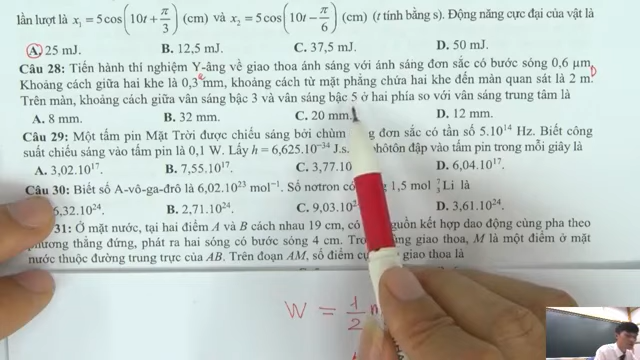 lần lượt là x₁ = 5cos(10t + π/3) (cm) và x₂ = 5cos(10t − π/6) (cm) (t tính bằng s). Động năng cực đại của vật là
A. 25 mJ. B. 12,5 mJ. C. 37,5 mJ. D. 50 mJ.
Câu 28: Tiến hành thí nghiệm Y-âng về giao thoa ánh sáng với ánh sáng đơn sắc có bước sóng 0,6 μm.
Khoảng cách giữa hai khe là 0,3 mm, khoảng cách từ mặt phẳng chứa hai khe đến màn quan sát là 2 m.
a
D
Trên màn, khoảng cách giữa vân sáng bậc 3 và vân sáng bậc 5 ở hai phía so với vân sáng trung tâm là
A. 8 mm. B. 32 mm. C. 20 mm. D. 12 mm.
Câu 29: Một tấm pin Mặt Trời được chiếu sáng bởi chùm đơn sắc có tần số 5.10¹⁴ Hz. Biết công
suất chiếu sáng vào tấm pin là 0,1 W. Lấy h = 6,625.10⁻³⁴ J.s. phôtôn đập vào tấm pin trong mỗi giây là
A. 3,02.10¹⁷. B. 7,55.10¹⁷. C. 3,77.10 D. 6,04.10¹⁷.
Câu 30: Biết số A-vô-ga-đrô là 6,02.10²³ mol⁻¹. Số nơtron có 1,5 mol ⁷₃Li là
6,32.10²⁴. B. 2,71.10²⁴. C. 9,03.10² D. 3,61.10²⁴.
31: Ở mặt nước, tại hai điểm A và B cách nhau 19 cm, có nguồn kết hợp dao động cùng pha theo
phương thẳng đứng, phát ra hai sóng có bước sóng 4 cm. giao thoa, M là một điểm ở mặt
nước thuộc đường trung trực của AB. Trên đoạn AM, số điểm giao thoa là
W = 1/2